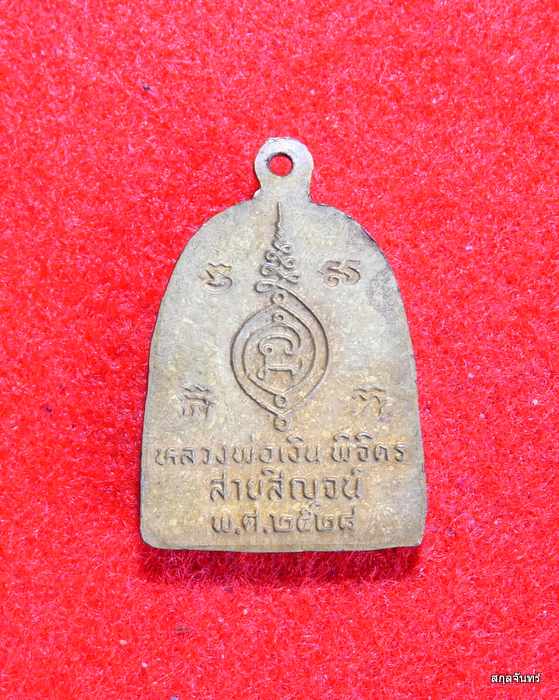 หลวงพ่อเงิน พิจิตร
สายสิญจน์
พ.ศ.๒๕๒๘
สกุลจันทร์